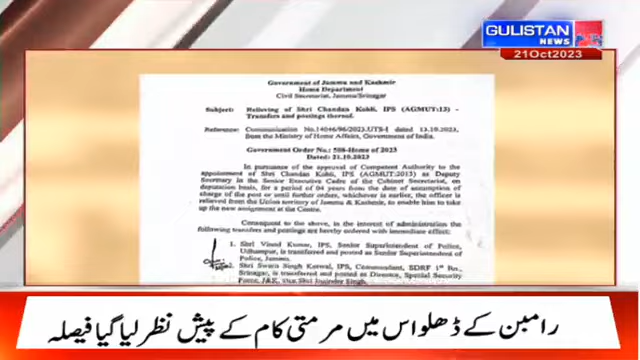 GULISTAN
NEWS
21Oct2023
Government of Jammu and Kashmir
Home Department
Civil Secretariat, Jammu/Srinagar
Subject: Relieving of Shri Chandan Kohli, IPS (AGMUT:13) -
Transfers and postings thereof.
Reference: Communication No.14046/96/2023.UTS-I dated 13.10.2023,
from the Ministry of Home Affairs, Government of India.
Government Order No.: 508-Home of 2023
Dated: 21.10.2023
In pursuance of the approval of Competent Authority to the
appointment of Shri Chandan Kohli, IPS (AGMUT:2013) as Deputy
Secretary in the Senior Executive Cadre of the Cabinet Secretariat, on
deputation basis, for a period of 04 years from the date of assumption of
charge of the post or until further orders, whichever is earlier, the officer is
relieved from the Union territory of Jammu & Kashmir, to enable him to take
up the new assignment at the Centre.
Consequent to the above, in the interest of administration the
following transfers and postings are hereby ordered with immediate effect:
1. Shri Vinod Kumar, IPS, Senior Superintendent of Police,
Udhampur, is transferred and posted as Senior Superintendent of
Police, Jammu.
Shri Swarn Singh Kotwal, IPS, Commandant, SDRF 1st Bn.,
Srinagar, is transferred and posted as Director, Special Security
Force, J&K, vice Shri Joginder Singh
رامبن کے ڈھلواس میں مرمتی کام کے پیش نظر لیا گیا فیصلہ